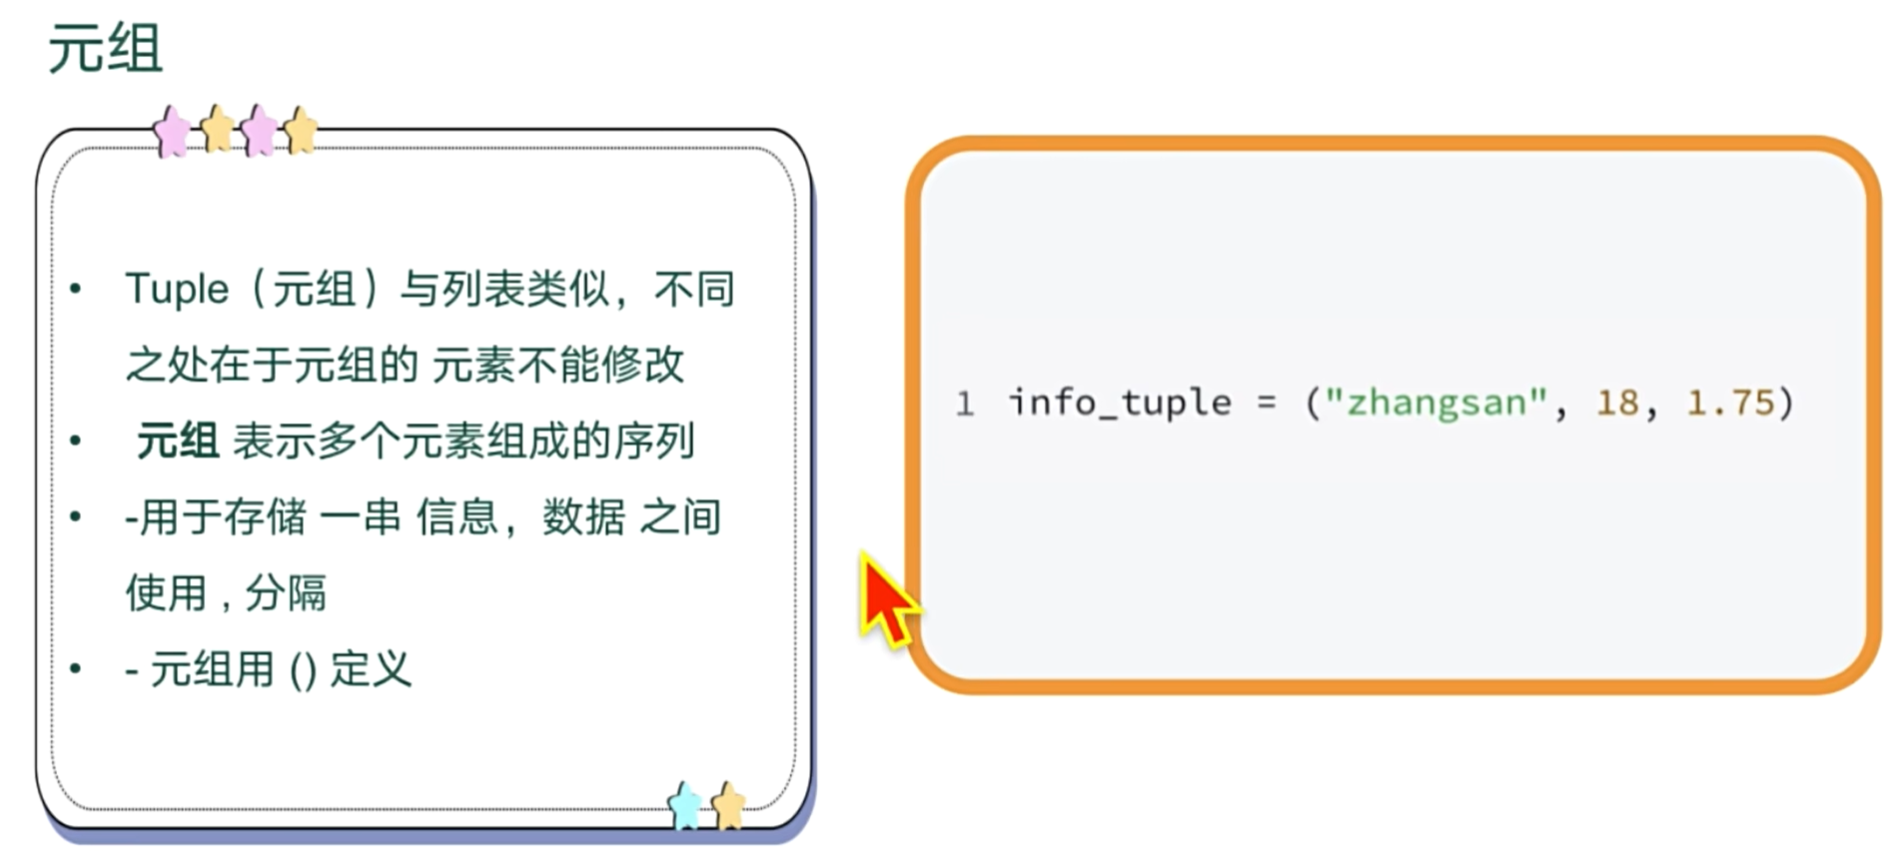 元组
• Tuple（元组）与列表类似，不同
之处在于元组的 元素不能修改
• 元组 表示多个元素组成的序列
• -用于存储 一串 信息，数据 之间
使用 , 分隔
• - 元组用 () 定义
1 info_tuple = ("zhangsan", 18, 1.75)